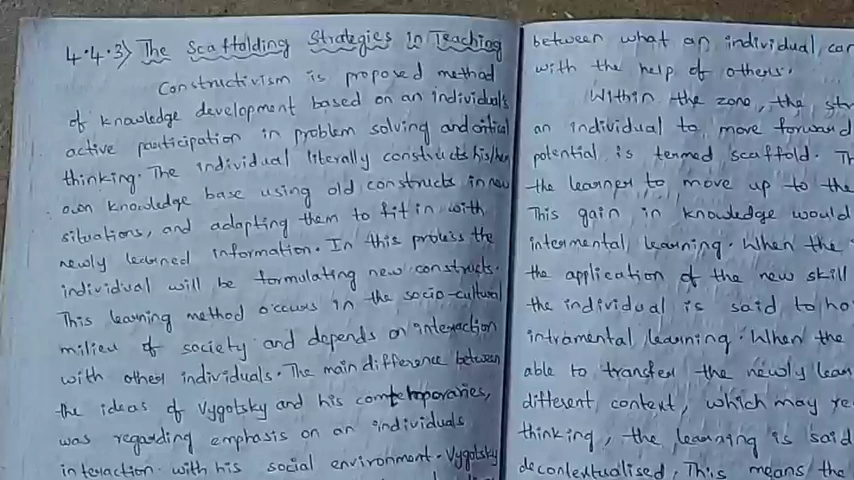 4.4.3) The Scaffolding Strategies in Teaching
Constructivism is proposed method
of knowledge development based on an individuals
active participation in problem solving and critical
thinking. The individual literally constructs his/her
own knowledge base using old constructs in new
situations, and adapting them to fit in with
newly learned information. In this process the
individual will be formulating new constructs.
This learning method occurs in the socio-cultural
milieu of society and depends on interaction
with other individuals. The main difference between
the ideas of Vygotsky and his contemporaries,
was regarding emphasis on an individuals
interaction with his social environment. Vygotsky
between what an individual can
with the help of others.
Within the zone, the
an individual to move forward
potential is termed scaffold.
the learner to move up to the
This gain in knowledge would
intermental learning. When the
the application of the new skill
the individual is said to
intramental learning. When the
able to transfer the newly
different context, which may
thinking, the learning is said
decontextualised. This means the